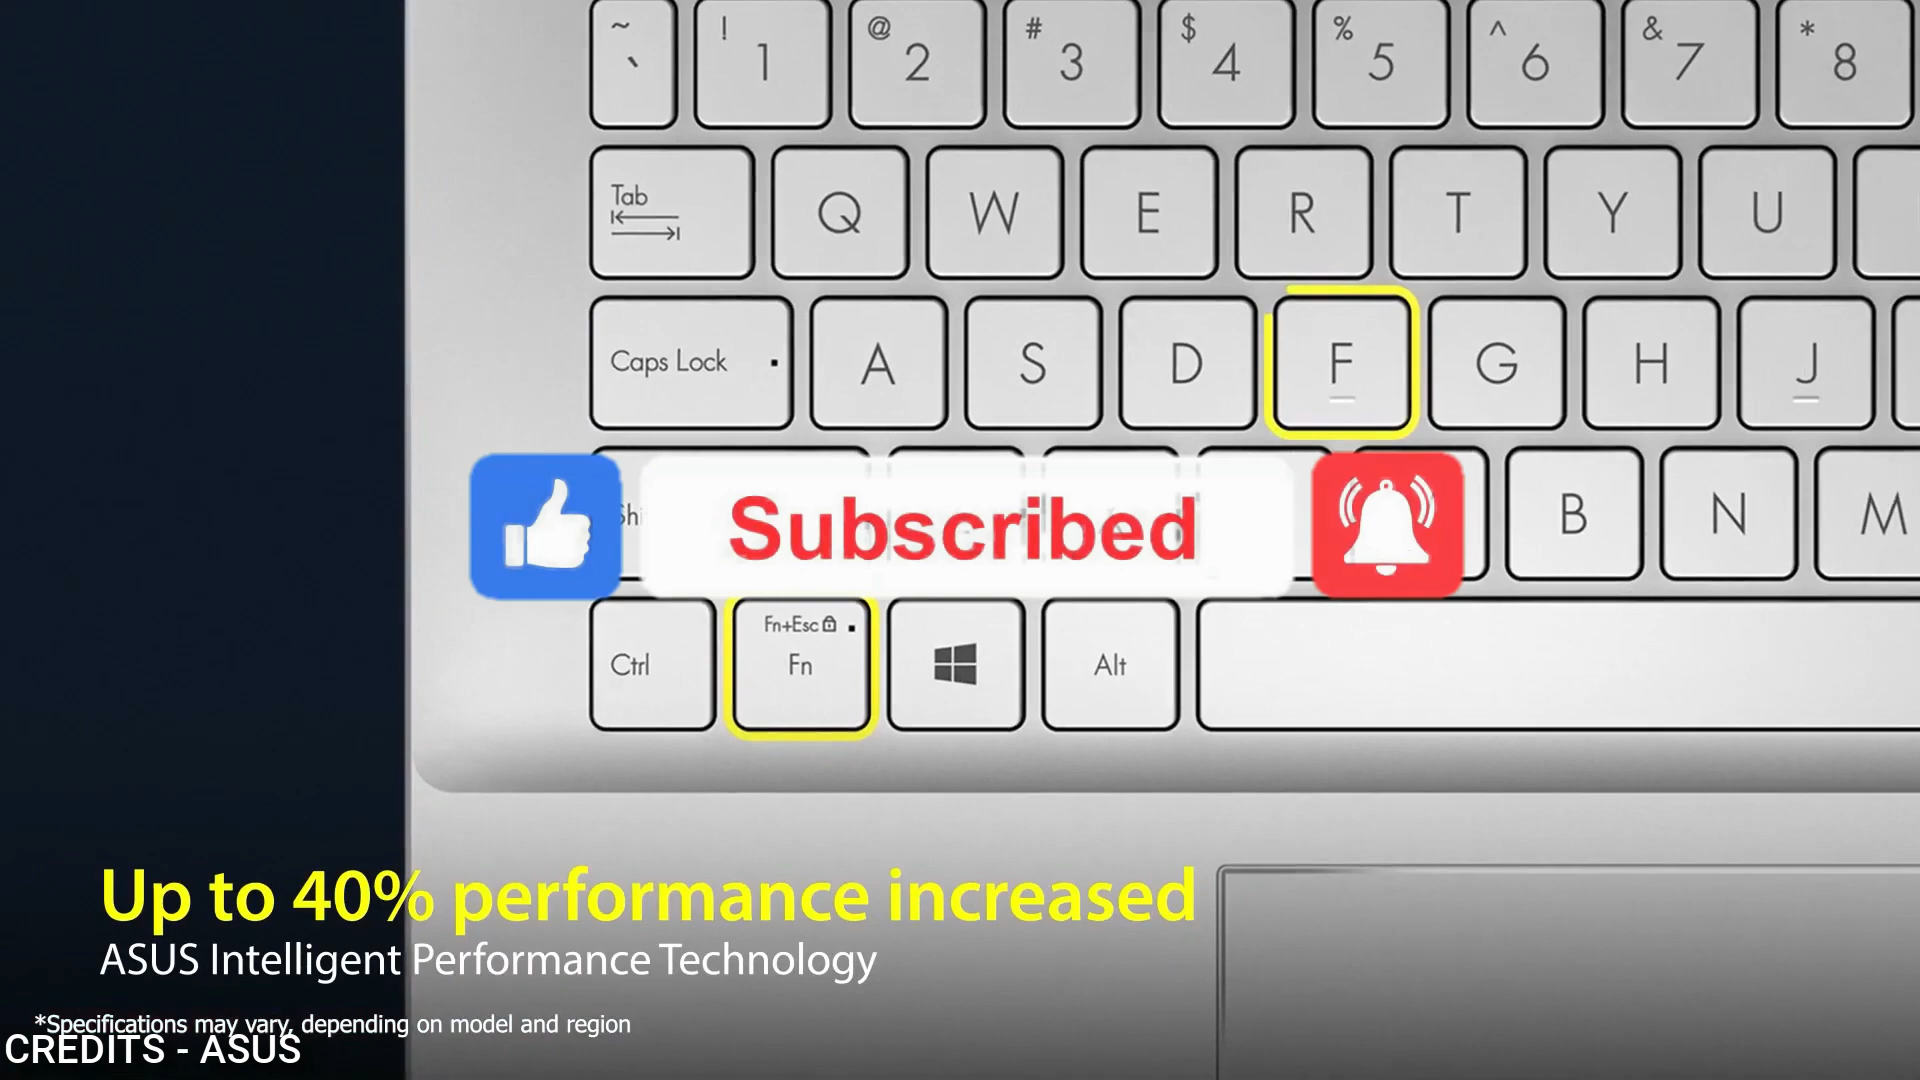 ~ ! @ # $ % ^ & *
` 1 2 3 4 5 6 7 8
Tab Q W E R T Y U
Caps Lock A S D F G H J
Shi Subscribed B N M
Fn+Esc
Ctrl Fn Alt
Up to 40% performance increased
ASUS Intelligent Performance Technology
*Specifications may vary, depending on model and region
CREDITS - ASUS